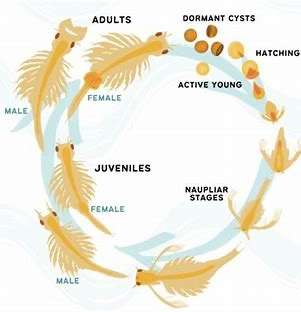 ADULTS
DORMANT CYSTS
HATCHING
ACTIVE YOUNG
MALE
FEMALE
JUVENILES
NAUPLIAR
STAGES
FEMALE
MALE